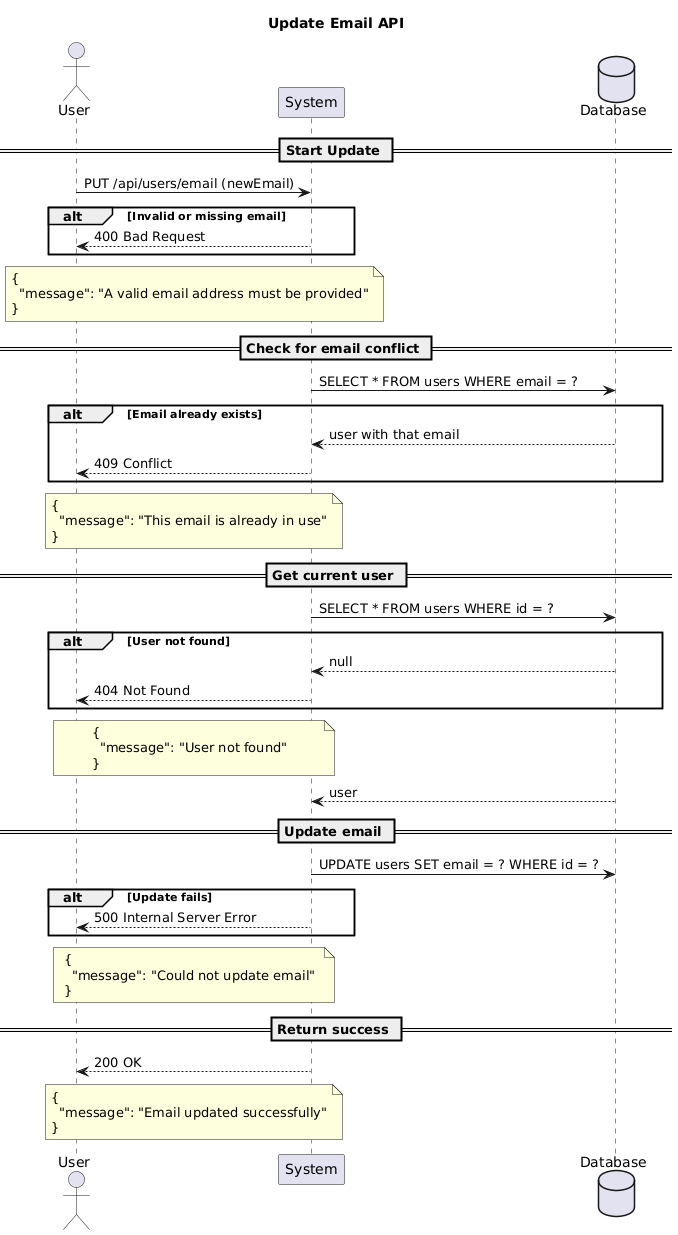 Update Email API
User
System
Database
Start Update
PUT /api/users/email (newEmail)
alt [Invalid or missing email]
400 Bad Request
{
"message": "A valid email address must be provided"
}
Check for email conflict
SELECT * FROM users WHERE email = ?
alt [Email already exists]
user with that email
409 Conflict
{
"message": "This email is already in use"
}
Get current user
SELECT * FROM users WHERE id = ?
alt [User not found]
null
404 Not Found
{
"message": "User not found"
}
user
Update email
UPDATE users SET email = ? WHERE id = ?
alt [Update fails]
500 Internal Server Error
{
"message": "Could not update email"
}
Return success
200 OK
{
"message": "Email updated successfully"
}
User
System
Database